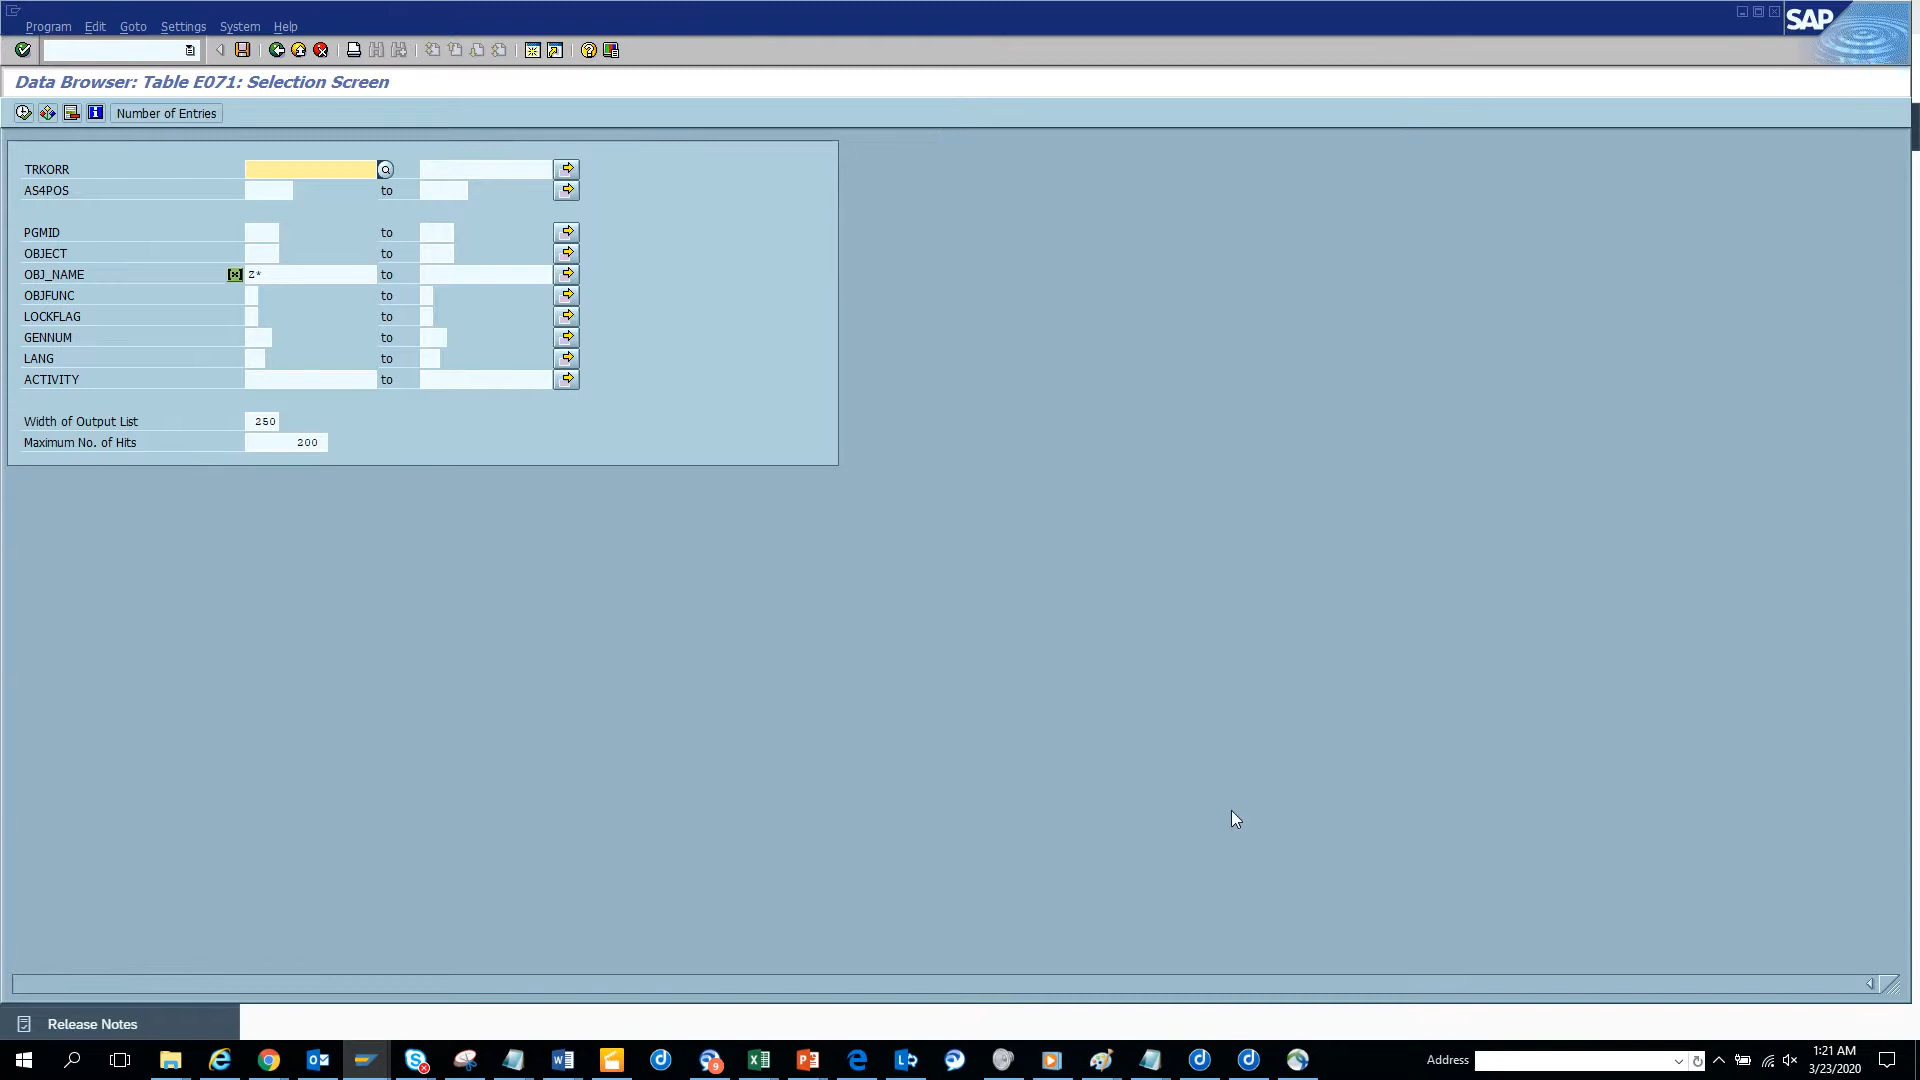 Program Edit Goto Settings System Help
SAP
Data Browser: Table E071: Selection Screen
Number of Entries
TRKORR
AS4POS to
PGMID to
OBJECT to
OBJ_NAME Z* to
OBJFUNC to
LOCKFLAG to
GENNUM to
LANG to
ACTIVITY to
Width of Output List 250
Maximum No. of Hits 200
Release Notes
Address
1:21 AM
3/23/2020